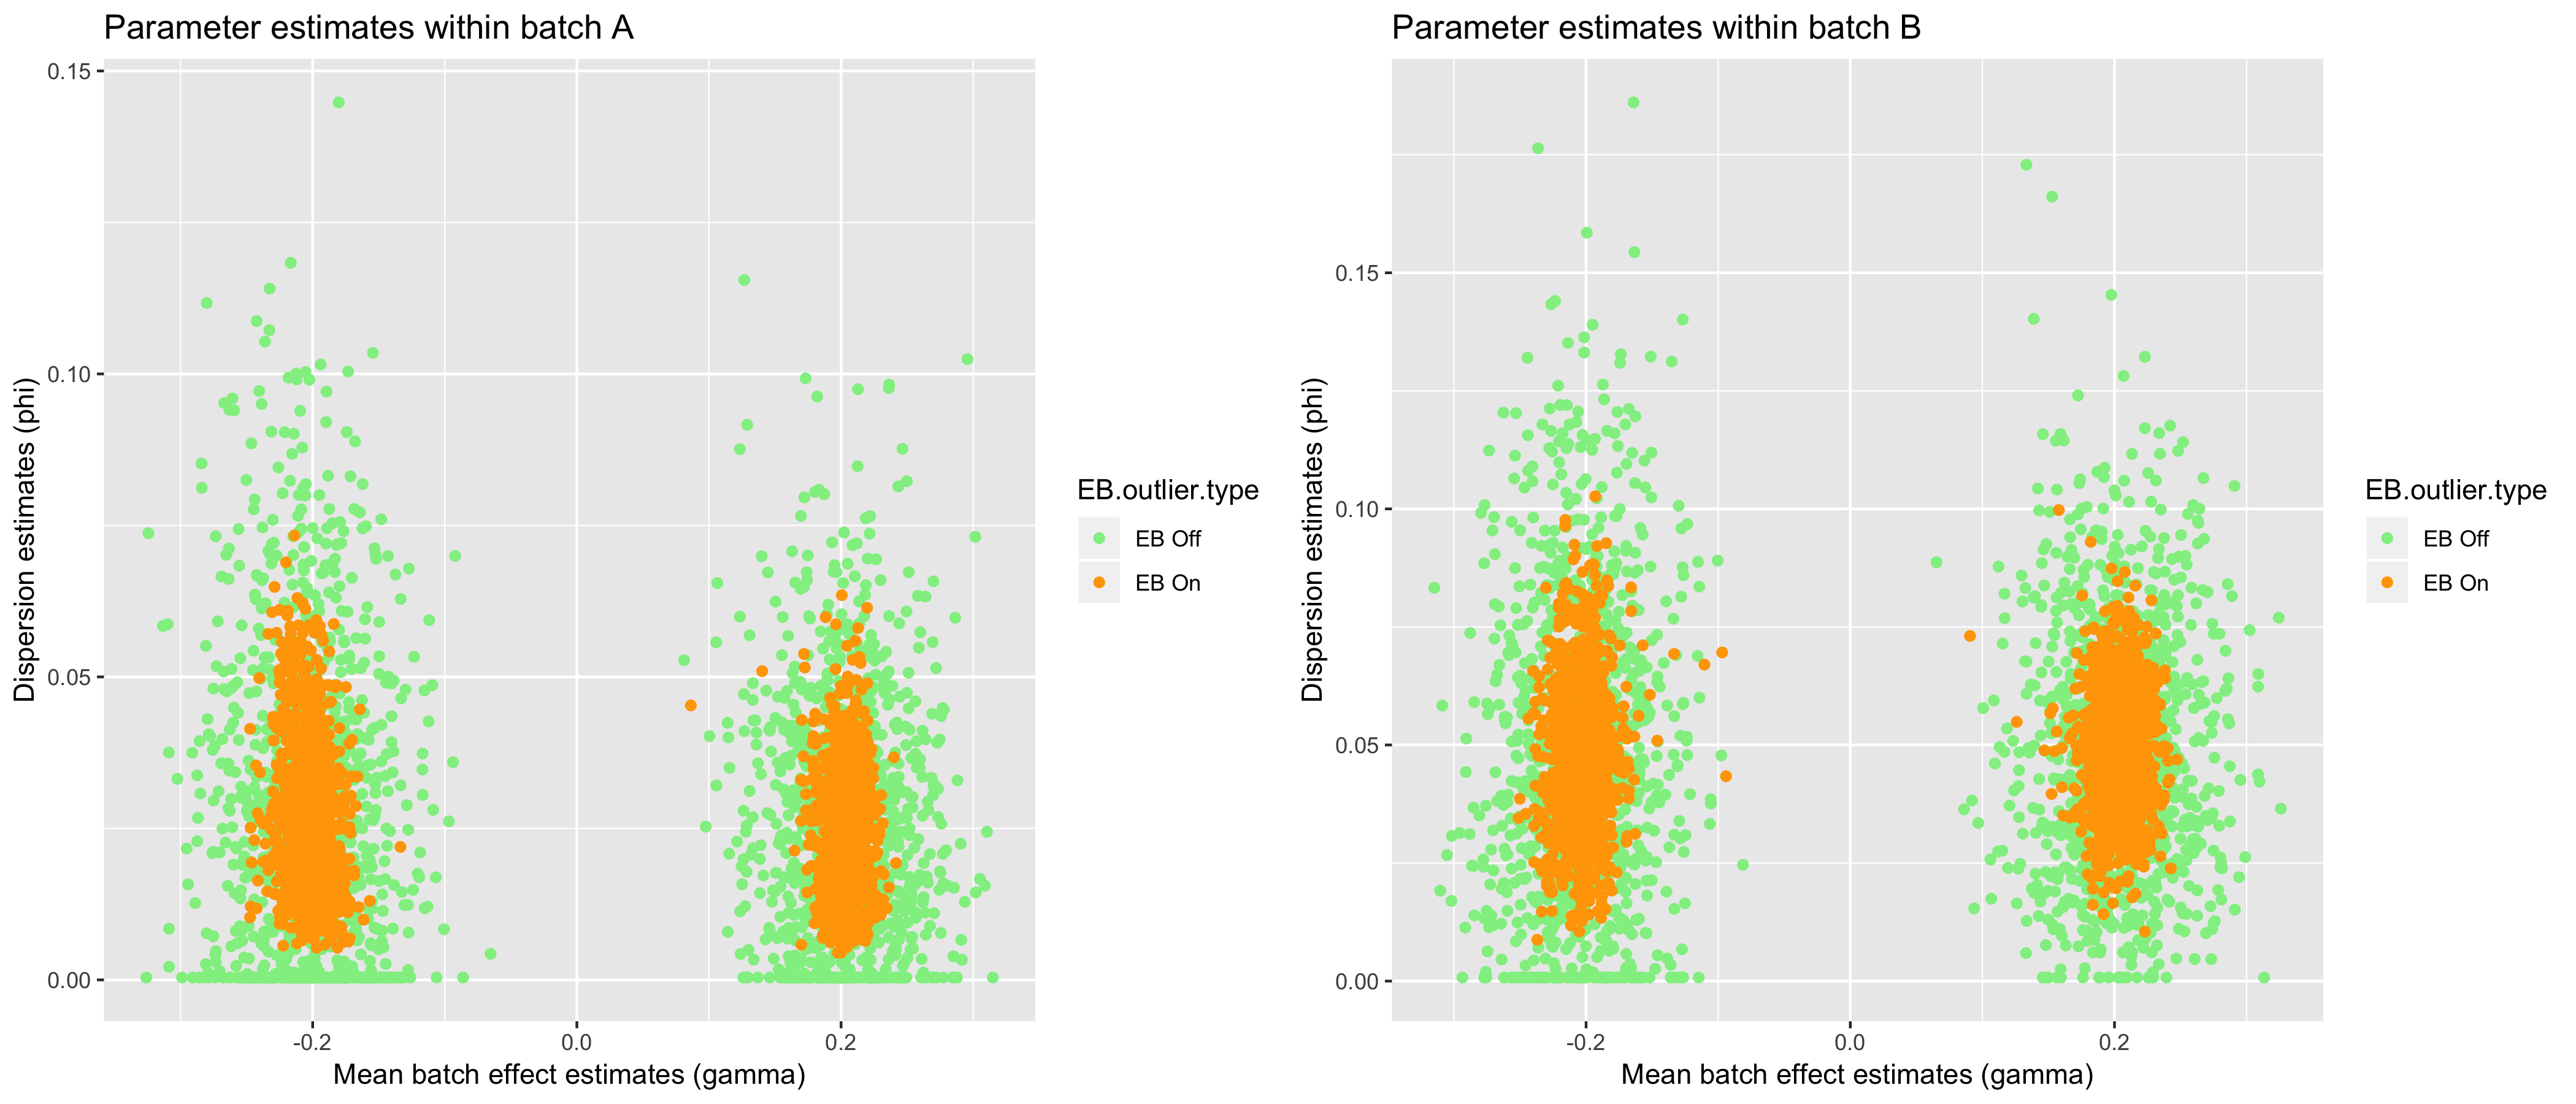 Parameter estimates within batch A
Dispersion estimates (phi)
0.15
0.10
0.05
0.00
-0.2 0.0 0.2
Mean batch effect estimates (gamma)
EB.outlier.type
EB Off
EB On
Parameter estimates within batch B
Dispersion estimates (phi)
0.15
0.10
0.05
0.00
-0.2 0.0 0.2
Mean batch effect estimates (gamma)
EB.outlier.type
EB Off
EB On